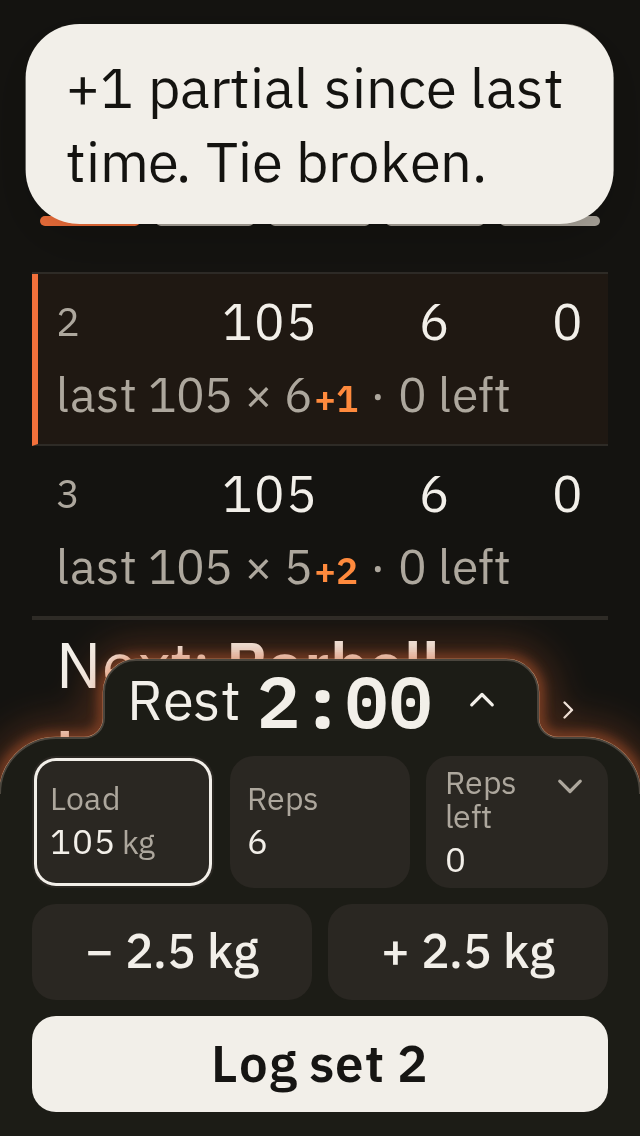 +1 partial since last
time. Tie broken.
2 105 6 0
last 105 × 6+1 · 0 left
3 105 6 0
last 105 × 5+2 · 0 left
Next: Barbell
Rest 2:00
Load
105 kg
Reps
6
Reps
left
0
− 2.5 kg
+ 2.5 kg
Log set 2